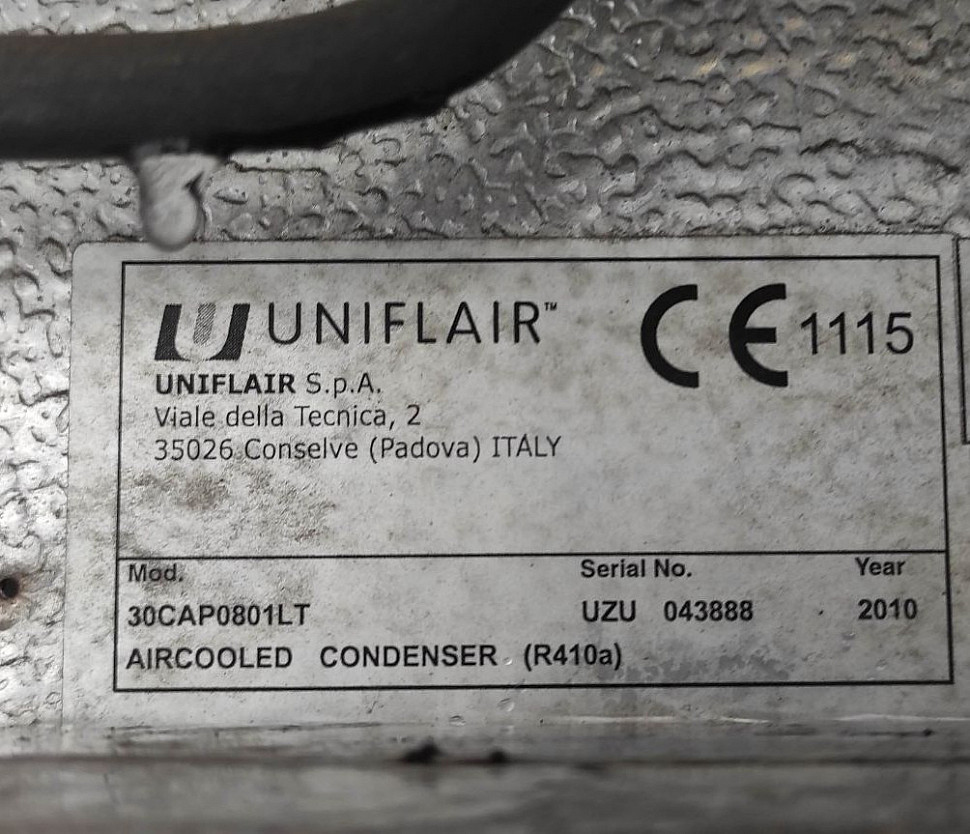 UNIFLAIR™
CE 1115
UNIFLAIR S.p.A.
Viale della Tecnica, 2
35026 Conselve (Padova) ITALY
Mod. Serial No. Year
30CAP0801LT UZU 043888 2010
AIRCOOLED CONDENSER (R410a)